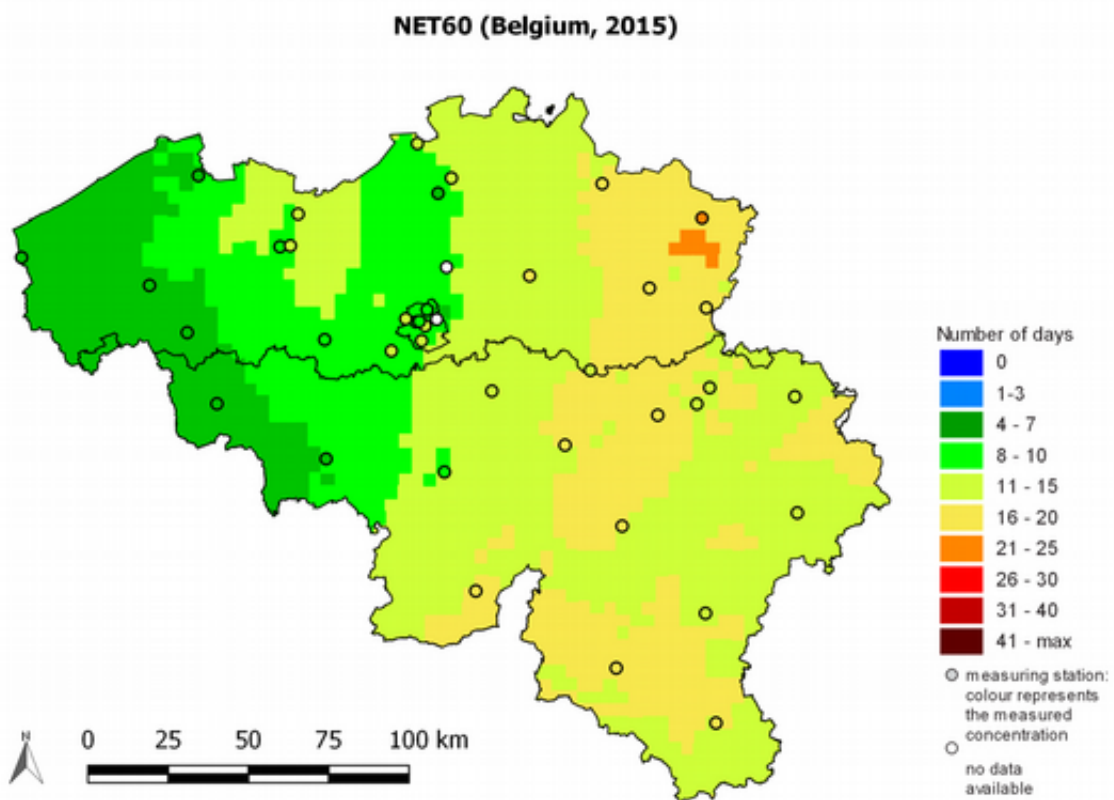 NET60 (Belgium, 2015)
Number of days
0
1-3
4 - 7
8 - 10
11 - 15
16 - 20
21 - 25
26 - 30
31 - 40
41 - max
measuring station:
colour represents
the measured
concentration
no data
available
N
0 25 50 75 100 km